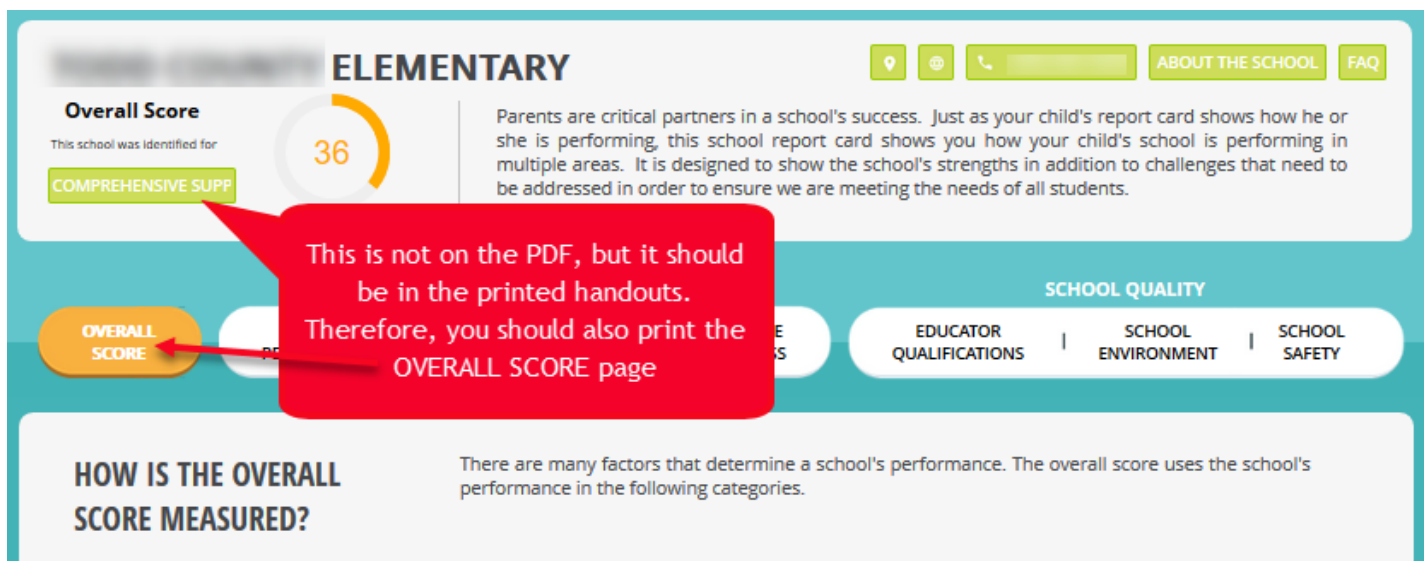 ELEMENTARY
ABOUT THE SCHOOL
FAQ
Overall Score
This school was identified for
COMPREHENSIVE SUPP
36
Parents are critical partners in a school's success. Just as your child's report card shows how he or
she is performing, this school report card shows you how your child's school is performing in
multiple areas. It is designed to show the school's strengths in addition to challenges that need to
be addressed in order to ensure we are meeting the needs of all students.
This is not on the PDF, but it should
be in the printed handouts.
Therefore, you should also print the
OVERALL SCORE page
OVERALL
SCORE
SCHOOL QUALITY
EDUCATOR
QUALIFICATIONS
|
SCHOOL
ENVIRONMENT
|
SCHOOL
SAFETY
HOW IS THE OVERALL
SCORE MEASURED?
There are many factors that determine a school's performance. The overall score uses the school's
performance in the following categories.